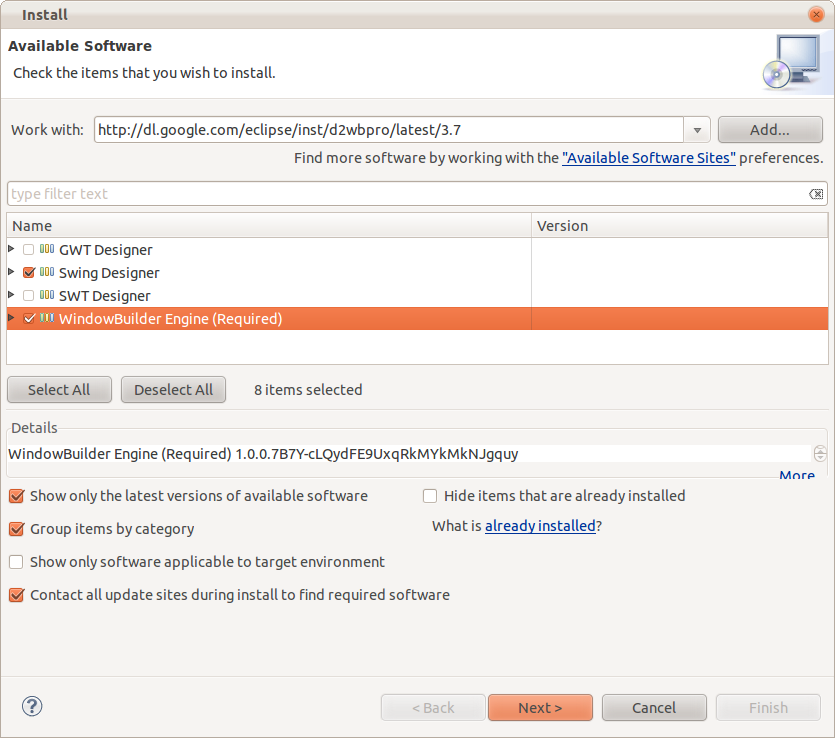 Install
Available Software
Check the items that you wish to install.
Work with: http://dl.google.com/eclipse/inst/d2wbpro/latest/3.7 Add...
Find more software by working with the "Available Software Sites" preferences.
type filter text
Name Version
GWT Designer
Swing Designer
SWT Designer
WindowBuilder Engine (Required)
Select All Deselect All 8 items selected
Details
WindowBuilder Engine (Required) 1.0.0.7B7Y-cLQydFE9UxqRkMYkMkNJgquy
More
Show only the latest versions of available software Hide items that are already installed
Group items by category What is already installed?
Show only software applicable to target environment
Contact all update sites during install to find required software
? < Back Next > Cancel Finish